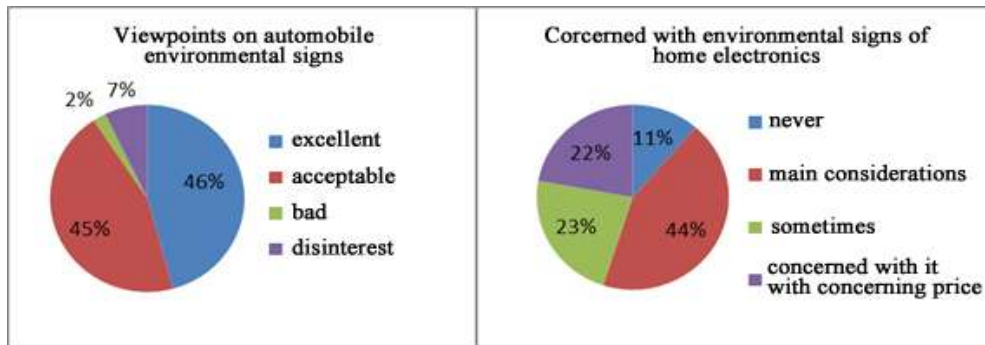 Viewpoints on automobile
environmental signs
2%
7%
46%
45%
excellent
acceptable
bad
disinterest
Corcerned with environmental signs of
home electronics
11%
22%
23%
44%
never
main considerations
sometimes
concerned with it
with concerning price